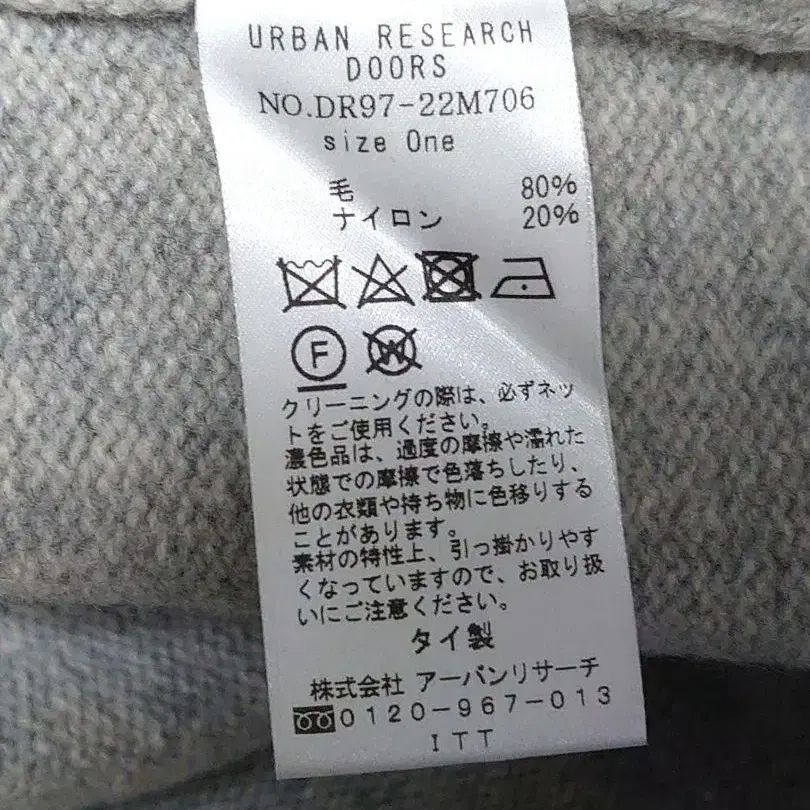 URBAN RESEARCH
DOORS
NO.DR97-22M706
size One
毛 80%
ナイロン 20%
F
W
クリーニングの際は、必ずネッ
トをご使用ください。
濃色品は、過度の摩擦や濡れた
状態での摩擦で色落ちしたり、
他の衣類や持ち物に色移りする
ことがあります。
素材の特性上、引っ掛かりやす
くなっていますので、お取り扱
いにご注意ください。
タイ製
株式会社 アーバンリサーチ
0120-967-013
ITT